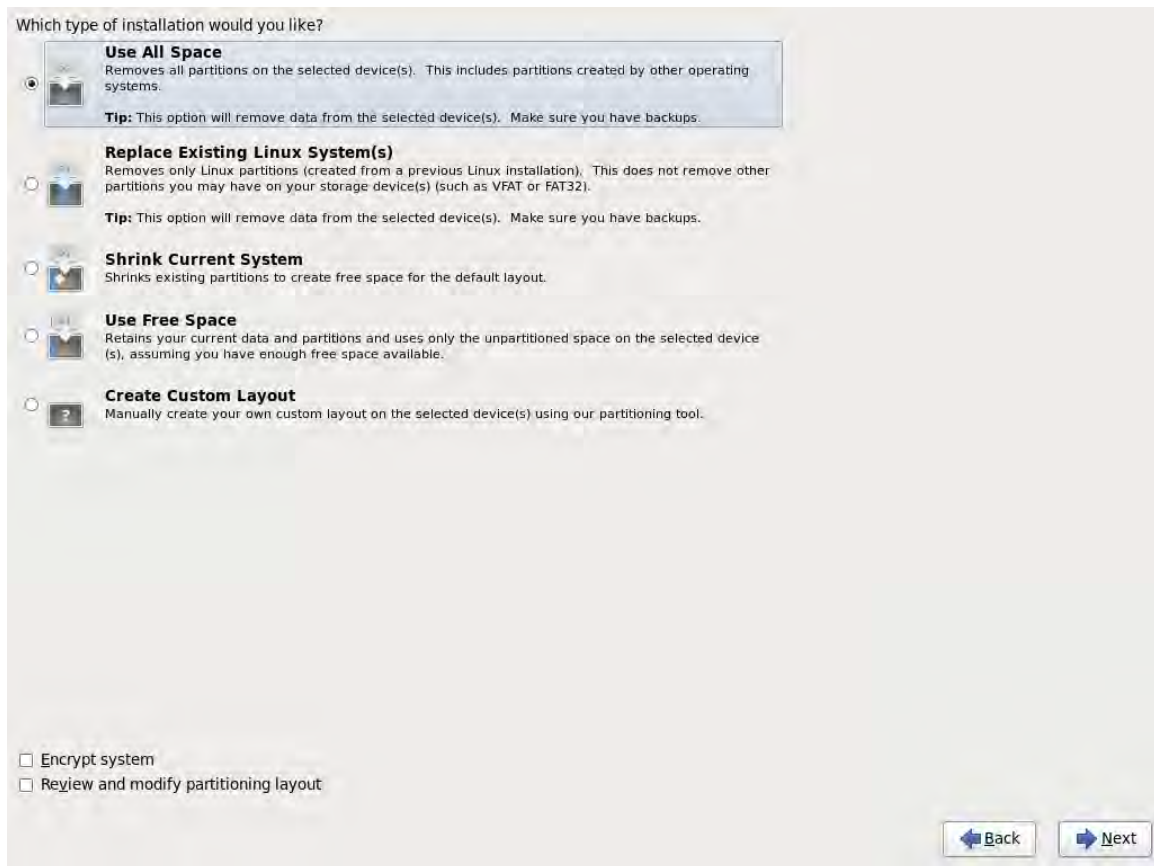 Which type of installation would you like?
Use All Space
Removes all partitions on the selected device(s).  This includes partitions created by other operating
systems.
Tip: This option will remove data from the selected device(s).  Make sure you have backups.
Replace Existing Linux System(s)
Removes only Linux partitions (created from a previous Linux installation).  This does not remove other
partitions you may have on your storage device(s) (such as VFAT or FAT32).
Tip: This option will remove data from the selected device(s).  Make sure you have backups.
Shrink Current System
Shrinks existing partitions to create free space for the default layout.
Use Free Space
Retains your current data and partitions and uses only the unpartitioned space on the selected device
(s), assuming you have enough free space available.
Create Custom Layout
?
Manually create your own custom layout on the selected device(s) using our partitioning tool.
Encrypt system
Review and modify partitioning layout
Back
Next